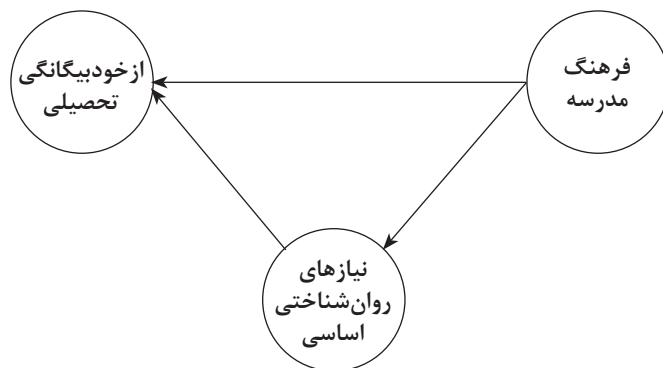 فرهنگ
مدرسه
ازخودبیگانگی
تحصیلی
نیازهای
روان‌شناختی
اساسی